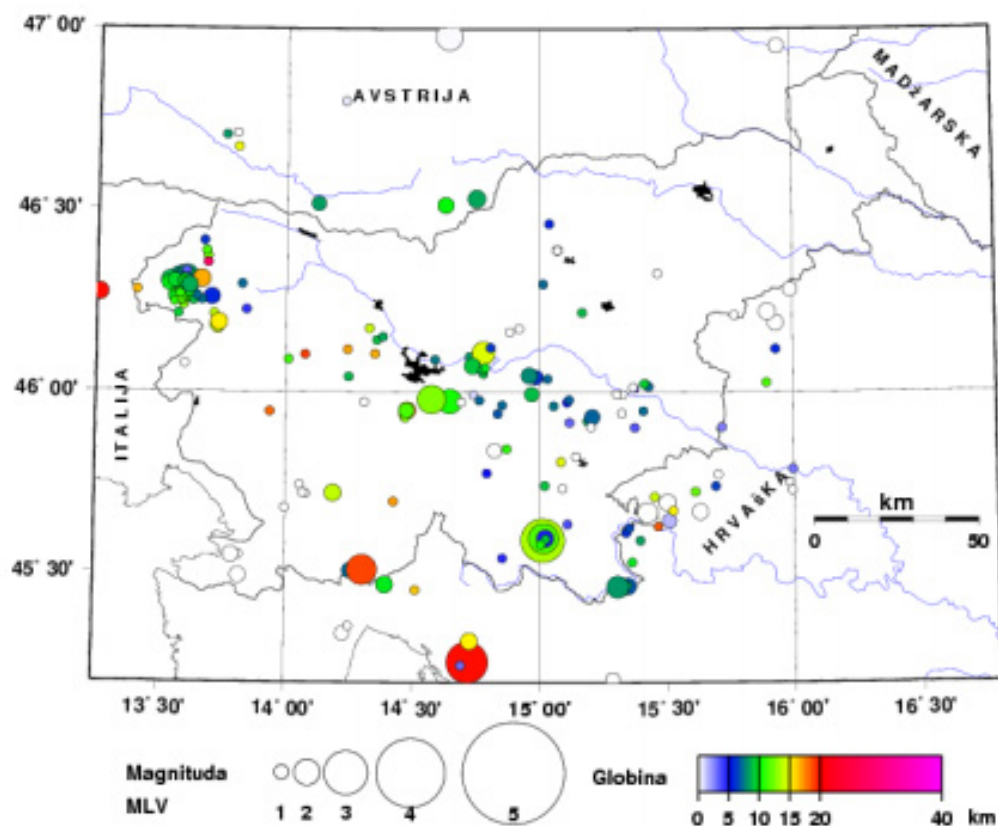 47° 00'
46° 30'
46° 00'
45° 30'
AVSTRIJA
MADŽARSKA
ITALIJA
HRVAŠKA
km
0 50
13° 30' 14° 00' 14° 30' 15° 00' 15° 30' 16° 00' 16° 30'
Magnituda
MLV 1 2 3 4 5
Globina
0 5 10 15 20 40 km